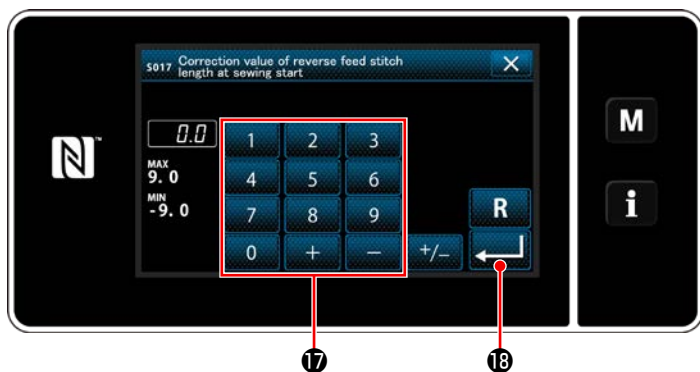 S017 Correction value of reverse feed stitch
length at sewing start
0.0
MAX
9. 0
MIN
-9. 0
1 2 3
4 5 6
7 8 9
0 + − +/−
R
M
i
⓱ ⓲